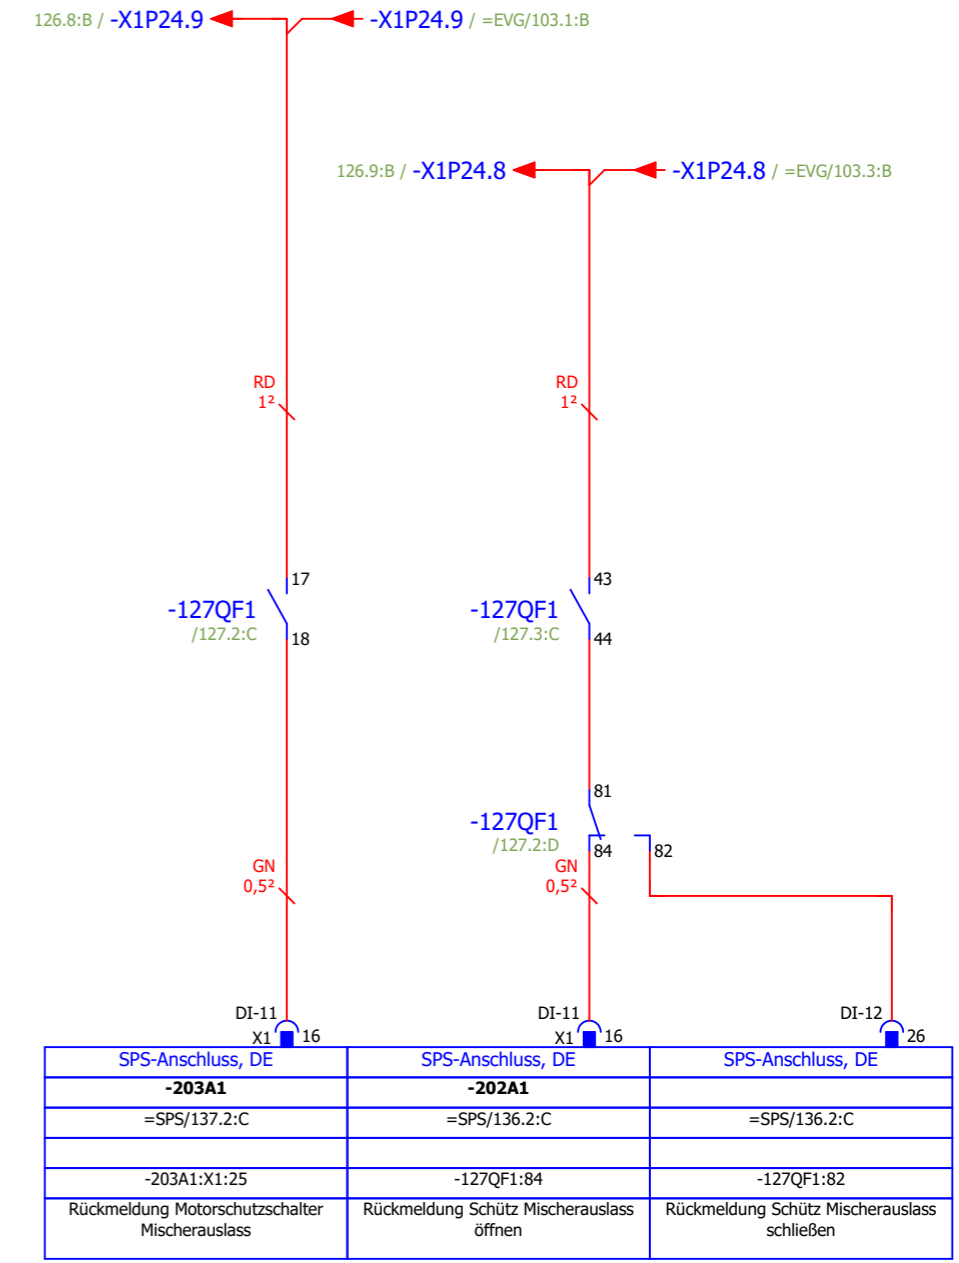 126.8:B / -X1P24.9 -X1P24.9 / =EVG/103.1:B
126.9:B / -X1P24.8 -X1P24.8 / =EVG/103.3:B
RD RD
1² 1²
17 43
-127QF1 -127QF1
/127.2:C /127.3:C
18 44
81
-127QF1
/127.2:D
84 82
GN GN
0,5² 0,5²
DI-11 DI-11 DI-12
X1 16 X1 16 26
SPS-Anschluss, DE SPS-Anschluss, DE SPS-Anschluss, DE
-203A1 -202A1
=SPS/137.2:C =SPS/136.2:C =SPS/136.2:C
-203A1:X1:25 -127QF1:84 -127QF1:82
Rückmeldung Motorschutzschalter Rückmeldung Schütz Mischerauslass Rückmeldung Schütz Mischerauslass
Mischerauslass öffnen schließen